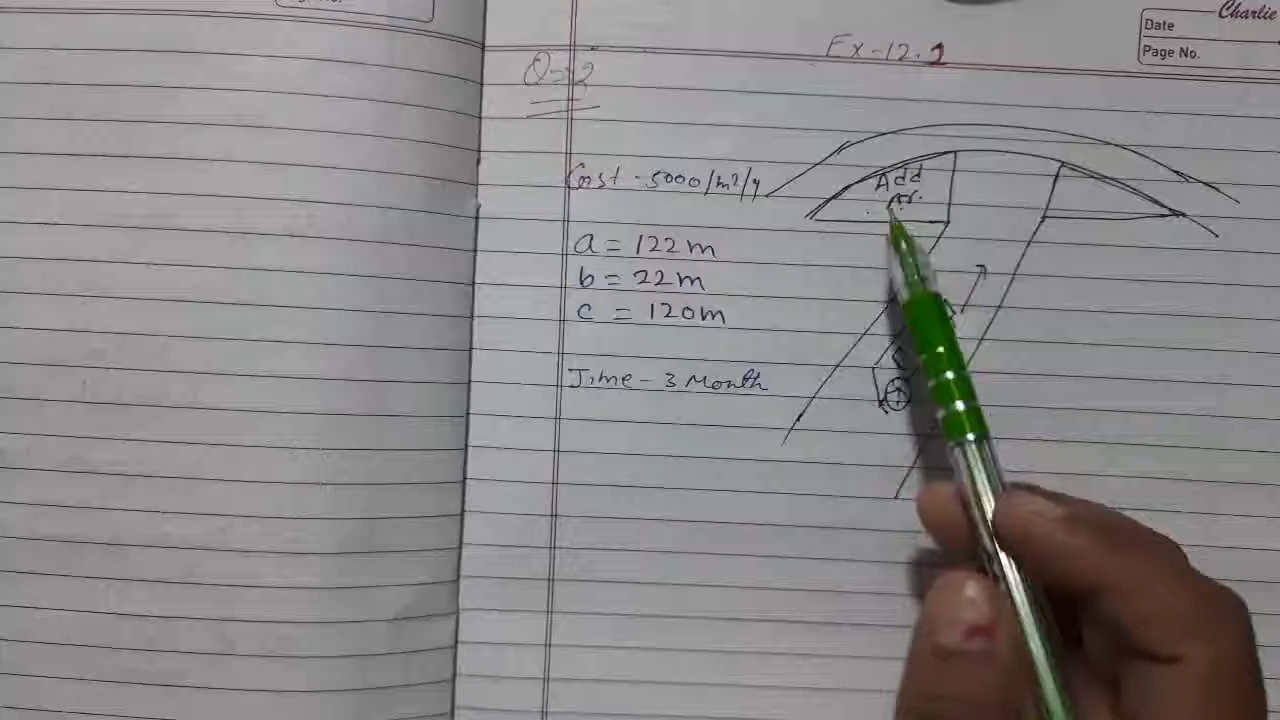 Charlie
Date
Page No.
Ex-12.1
Q=2
Cost - 5000/m2/y
Add
a = 122 m
b = 22 m
c = 120 m
Time - 3 Month